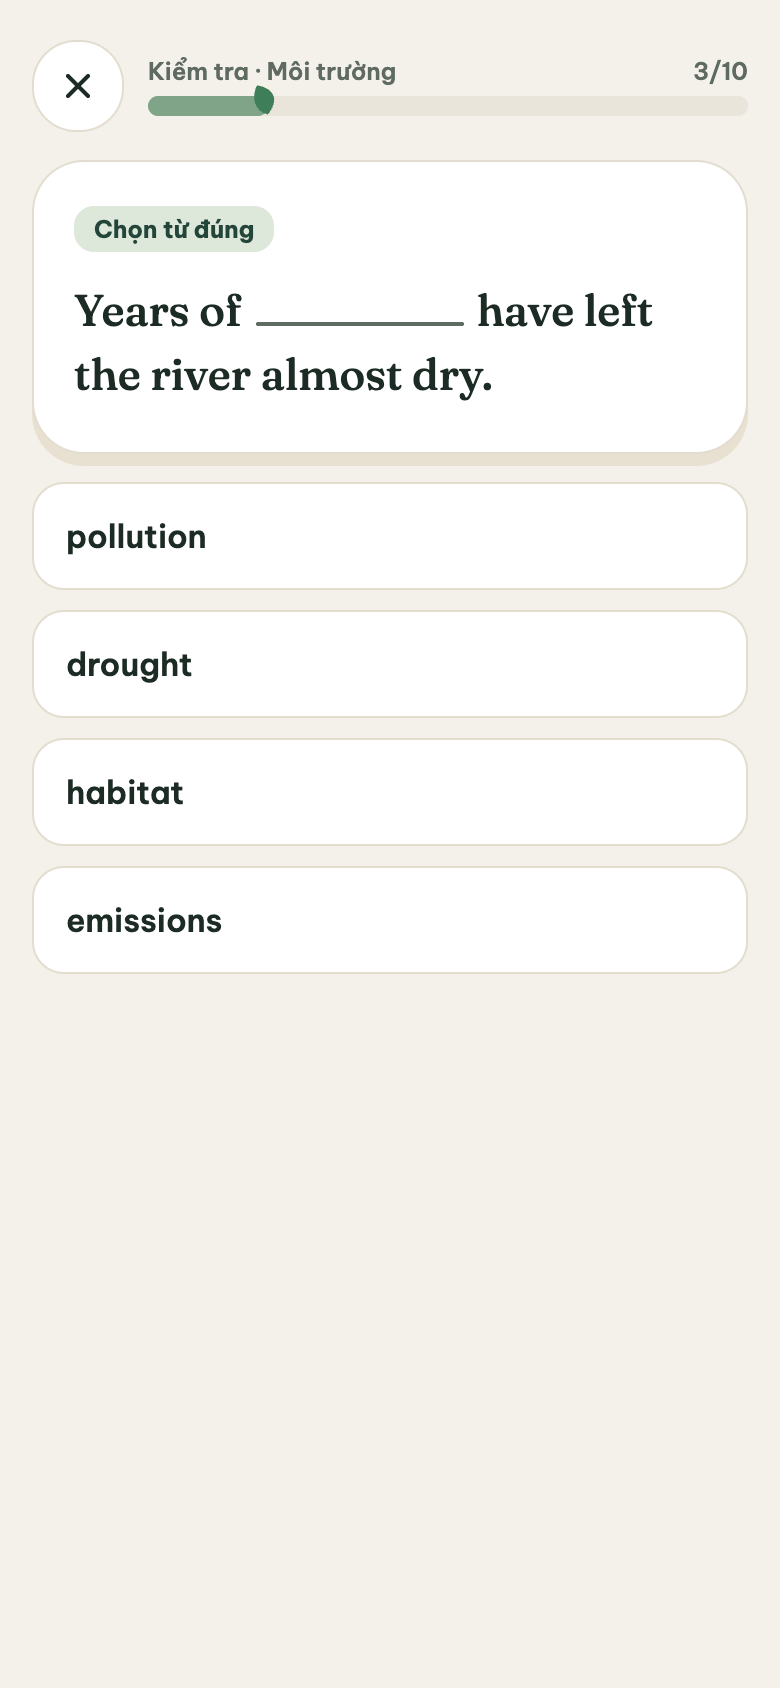 Kiểm tra · Môi trường
3/10
Chọn từ đúng
Years of ________ have left
the river almost dry.
pollution
drought
habitat
emissions